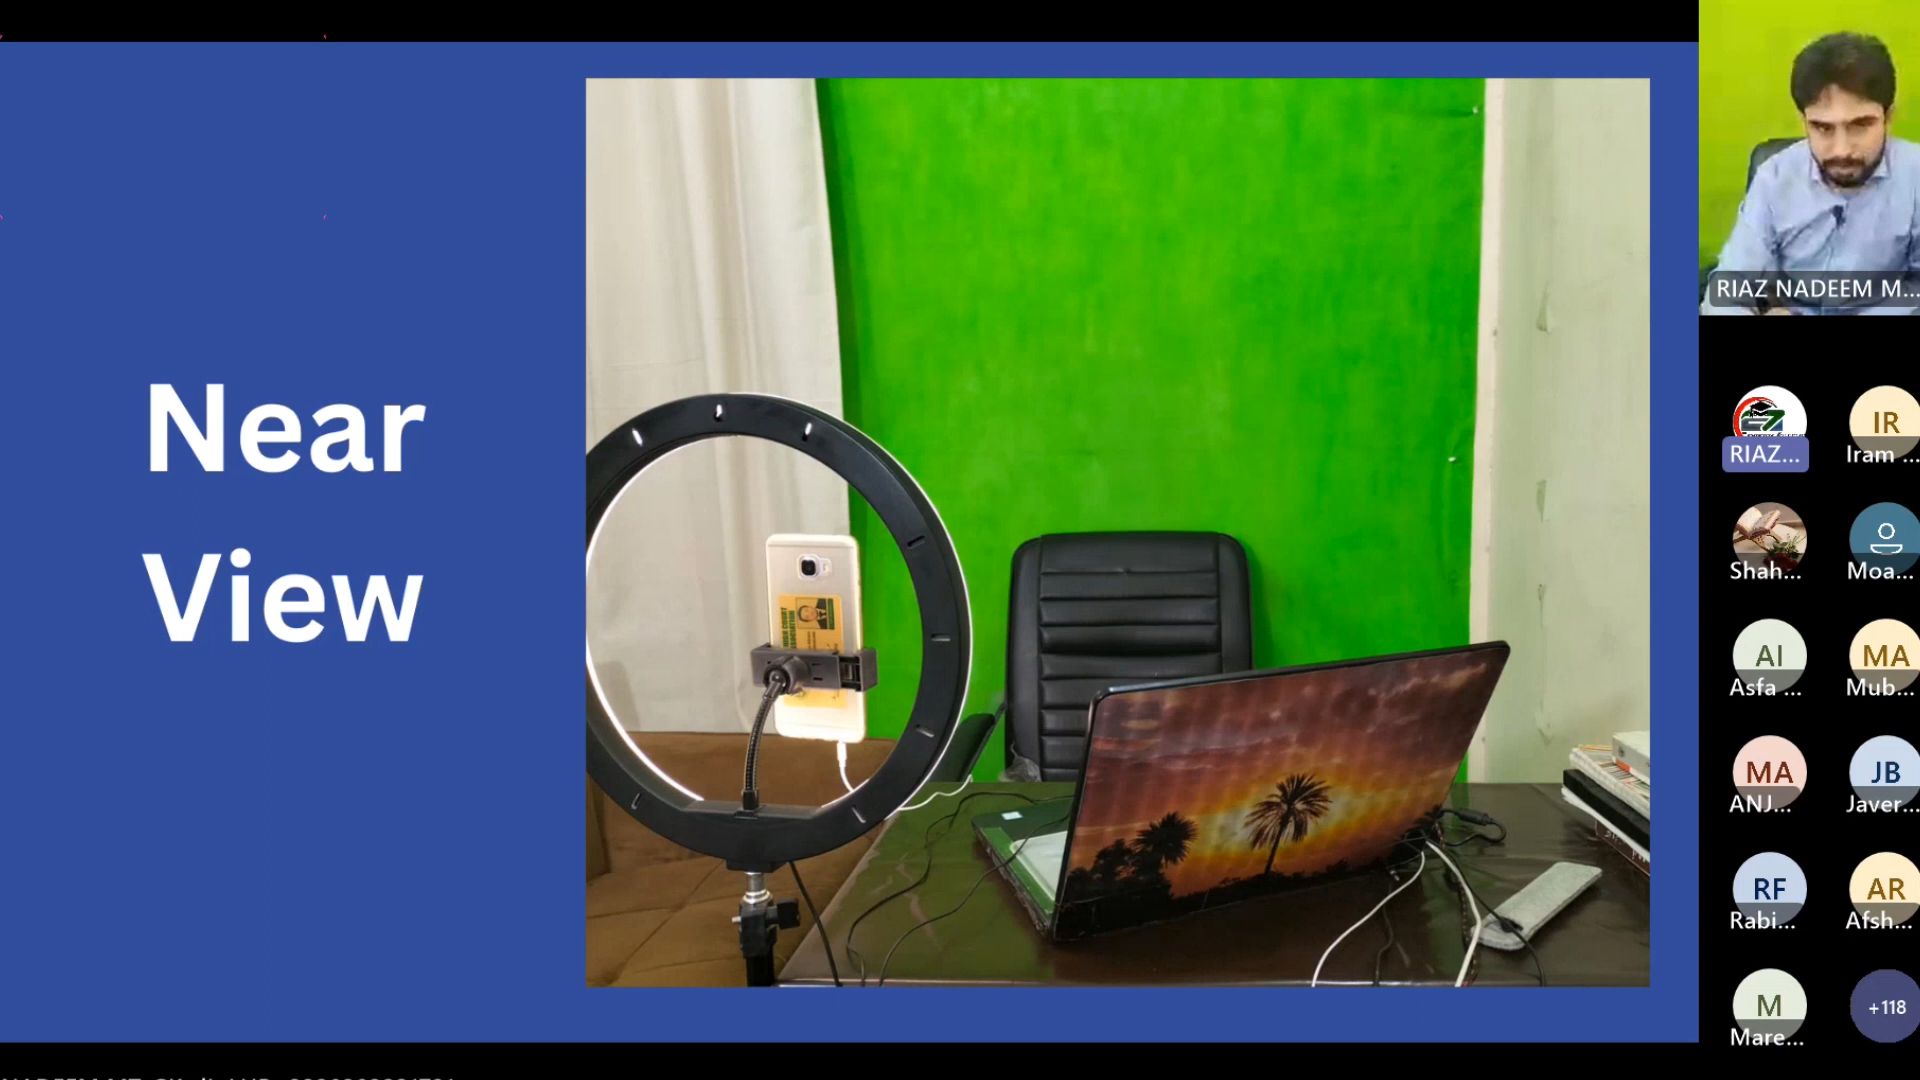 Near
View
RIAZ NADEEM M...
RIAZ...
IR
Iram ...
Shah...
Moa...
AI
Asfa ...
MA
Mub...
MA
ANJ...
JB
Javer...
RF
Rabi...
AR
Afsh...
M
Mare...
+118